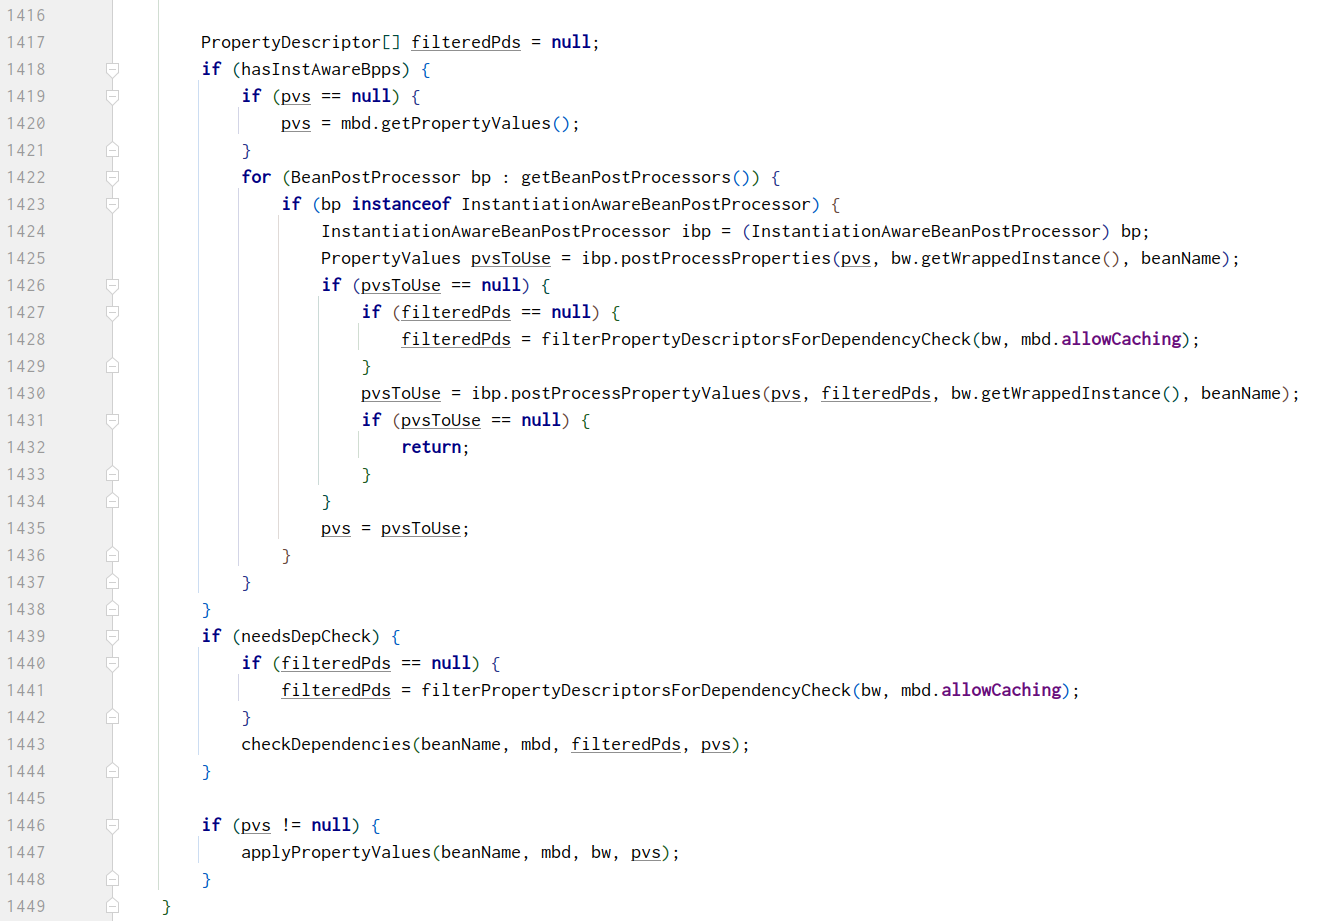 1416
1417 PropertyDescriptor[] filteredPds = null;
1418 if (hasInstAwareBpps) {
1419 if (pvs == null) {
1420 pvs = mbd.getPropertyValues();
1421 }
1422 for (BeanPostProcessor bp : getBeanPostProcessors()) {
1423 if (bp instanceof InstantiationAwareBeanPostProcessor) {
1424 InstantiationAwareBeanPostProcessor ibp = (InstantiationAwareBeanPostProcessor) bp;
1425 PropertyValues pvsToUse = ibp.postProcessProperties(pvs, bw.getWrappedInstance(), beanName);
1426 if (pvsToUse == null) {
1427 if (filteredPds == null) {
1428 filteredPds = filterPropertyDescriptorsForDependencyCheck(bw, mbd.allowCaching);
1429 }
1430 pvsToUse = ibp.postProcessPropertyValues(pvs, filteredPds, bw.getWrappedInstance(), beanName);
1431 if (pvsToUse == null) {
1432 return;
1433 }
1434 }
1435 pvs = pvsToUse;
1436 }
1437 }
1438 }
1439 if (needsDepCheck) {
1440 if (filteredPds == null) {
1441 filteredPds = filterPropertyDescriptorsForDependencyCheck(bw, mbd.allowCaching);
1442 }
1443 checkDependencies(beanName, mbd, filteredPds, pvs);
1444 }
1445
1446 if (pvs != null) {
1447 applyPropertyValues(beanName, mbd, bw, pvs);
1448 }
1449 }